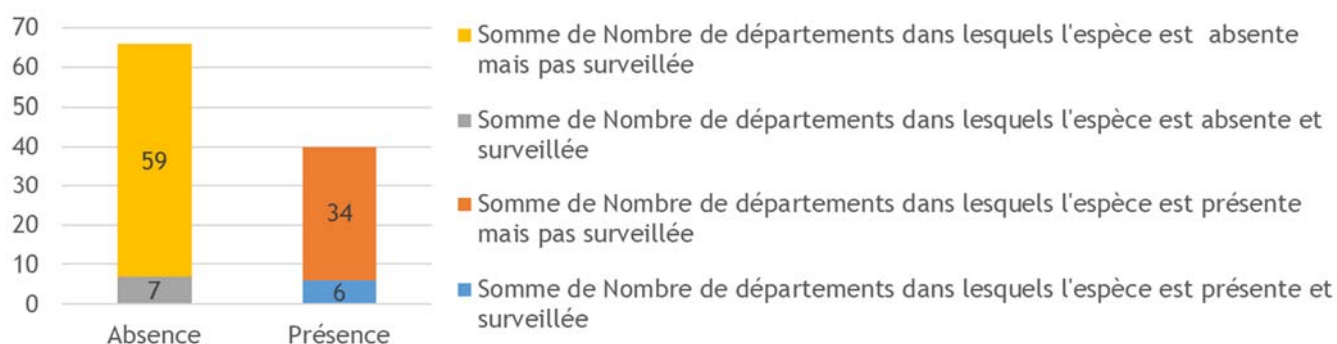 70
60
50
40
30
20
10
0
59
7
34
6
Absence
Présence
Somme de Nombre de départements dans lesquels l'espèce est absente
mais pas surveillée
Somme de Nombre de départements dans lesquels l'espèce est absente et
surveillée
Somme de Nombre de départements dans lesquels l'espèce est présente
mais pas surveillée
Somme de Nombre de départements dans lesquels l'espèce est présente et
surveillée